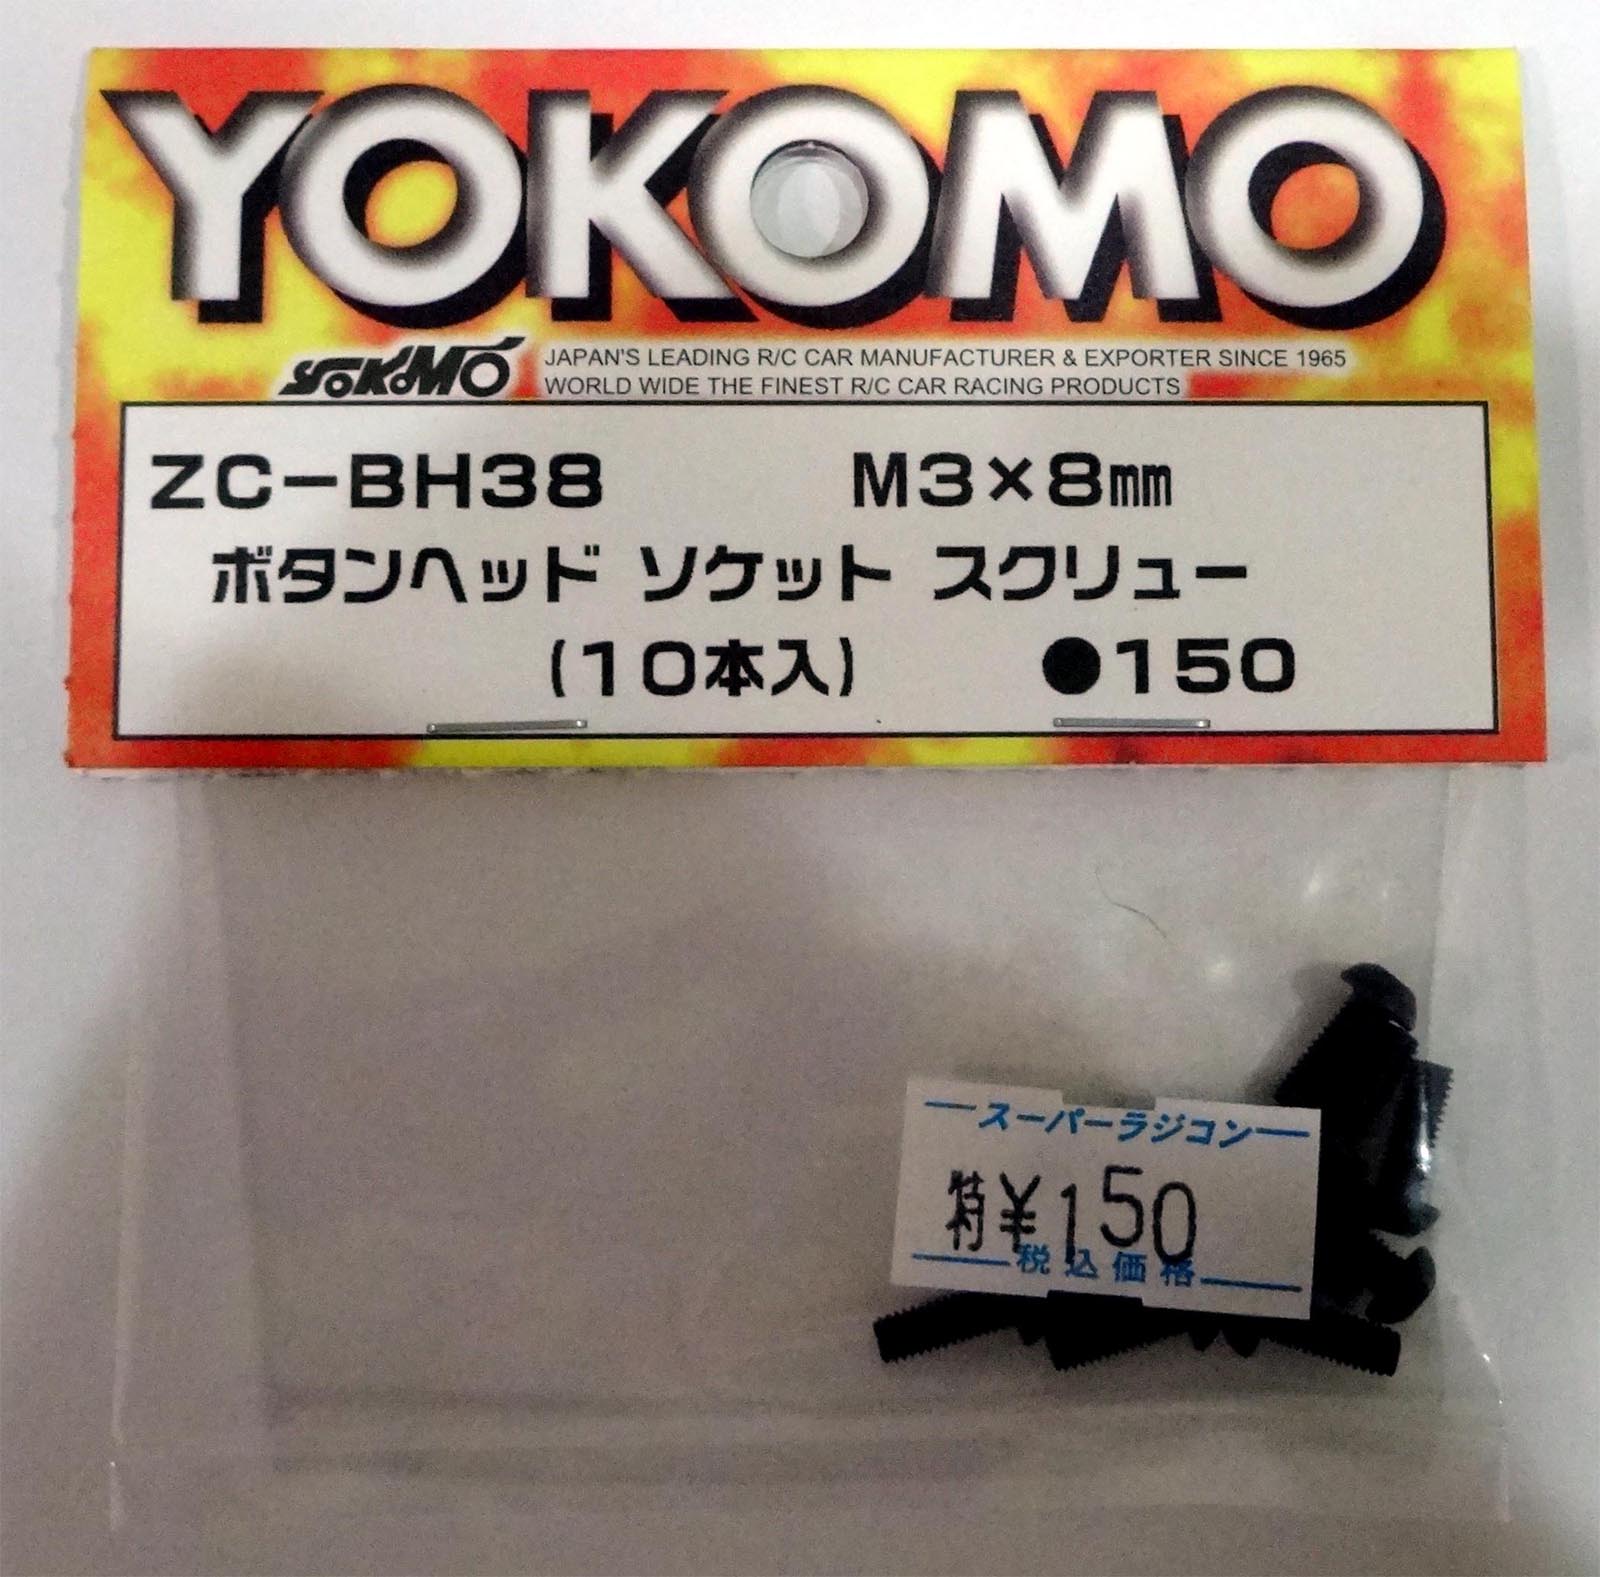 YOKOMO
YOKOMO JAPAN'S LEADING R/C CAR MANUFACTURER & EXPORTER SINCE 1965
WORLD WIDE THE FINEST R/C CAR RACING PRODUCTS
ZC-BH38 M3×8㎜
ボタンヘッド ソケット スクリュー
(10本入) ●150
スーパーラジコン
特¥150
税込価格